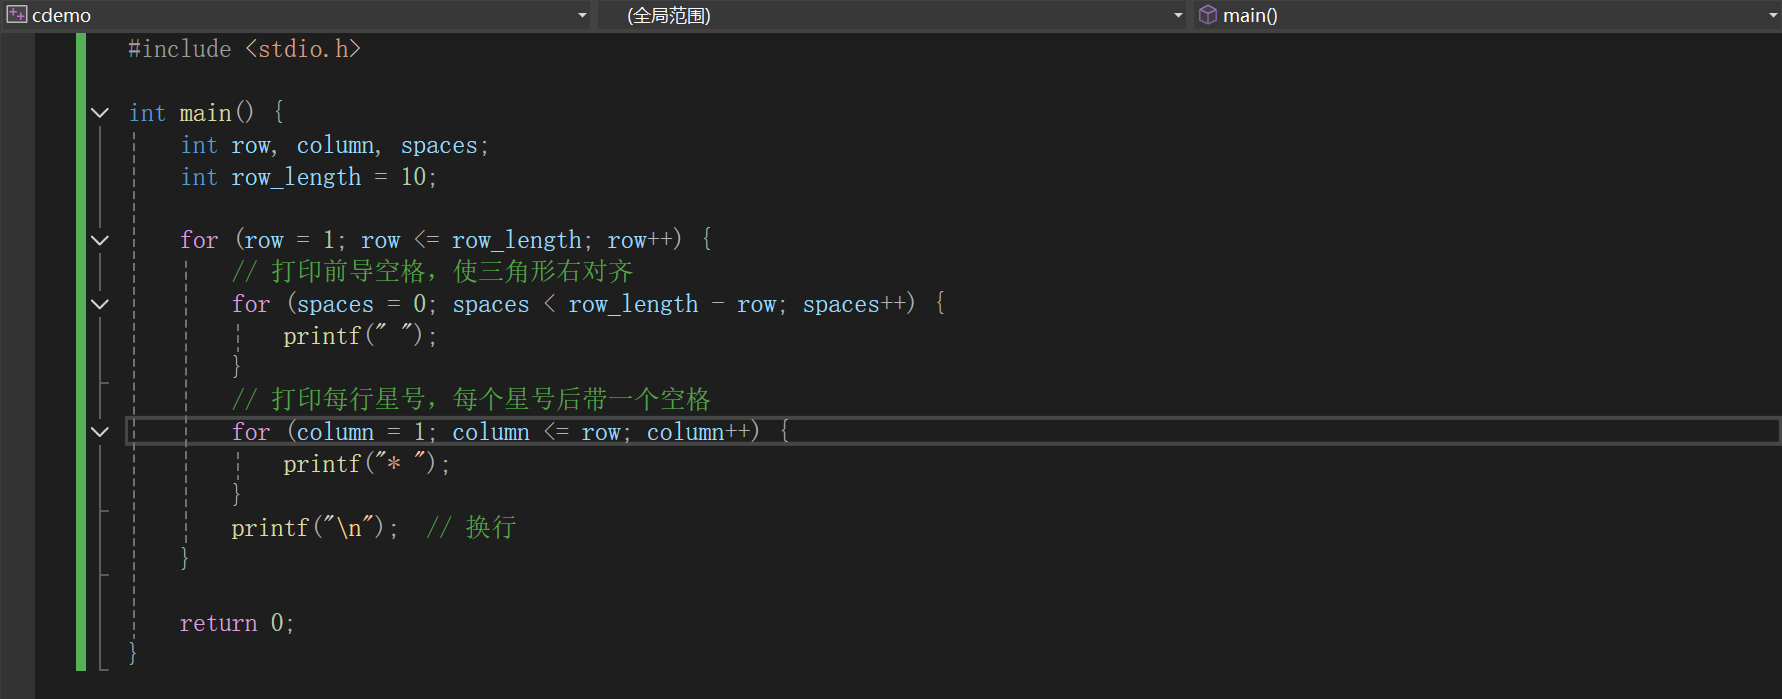 cdemo (全局范围) main()
#include <stdio.h>
int main() {
    int row, column, spaces;
    int row_length = 10;
    for (row = 1; row <= row_length; row++) {
        // 打印前导空格，使三角形右对齐
        for (spaces = 0; spaces < row_length - row; spaces++) {
            printf(" ");
        }
        // 打印每行星号，每个星号后带一个空格
        for (column = 1; column <= row; column++) {
            printf("* ");
        }
        printf("\n");  // 换行
    }
    return 0;
}